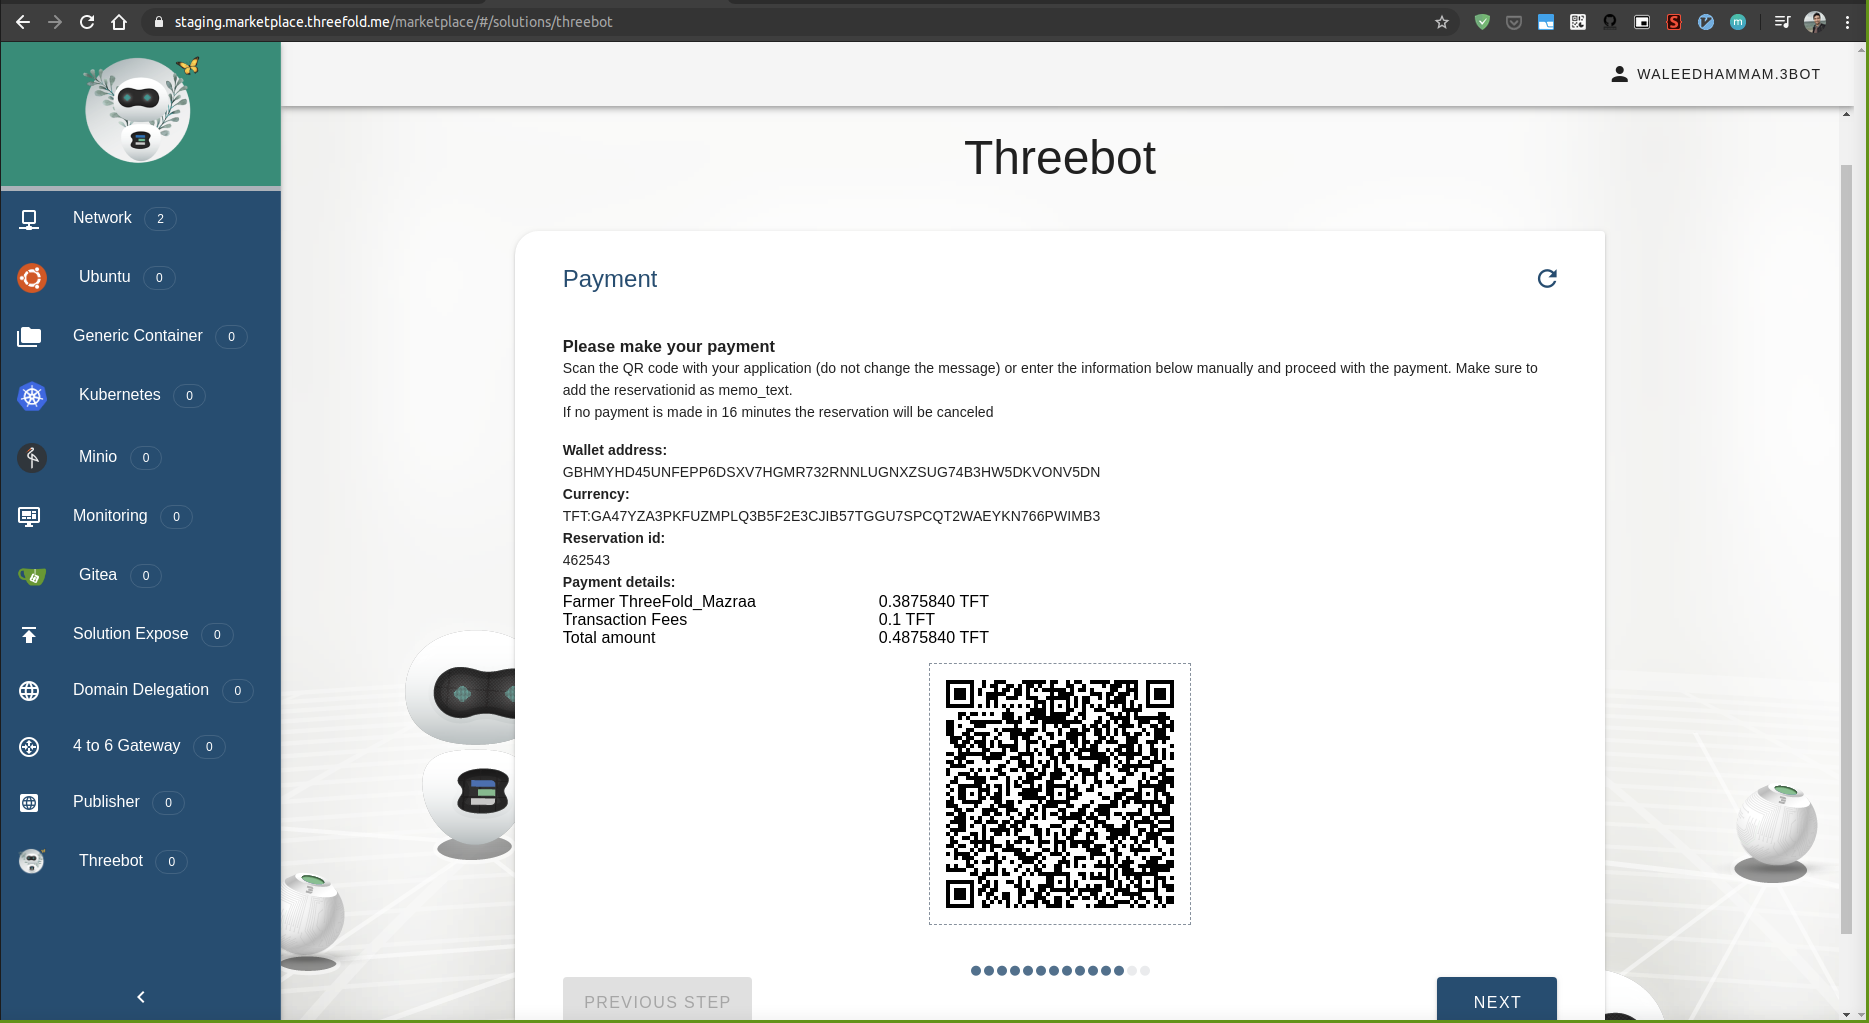 staging.marketplace.threefold.me/marketplace/#/solutions/threebot
WALEEDHAMMAM.3BOT
Network 2
Ubuntu 0
Generic Container 0
Kubernetes 0
Minio 0
Monitoring 0
Gitea 0
Solution Expose 0
Domain Delegation 0
4 to 6 Gateway 0
Publisher 0
Threebot 0
Threebot
Payment
Please make your payment
Scan the QR code with your application (do not change the message) or enter the information below manually and proceed with the payment. Make sure to
add the reservationid as memo_text.
If no payment is made in 16 minutes the reservation will be canceled
Wallet address:
GBHMYHD45UNFEPP6DSXV7HGMR732RNNLUGNXZSUG74B3HW5DKVONV5DN
Currency:
TFT:GA47YZA3PKFUZMPLQ3B5F2E3CJIB57TGGU7SPCQT2WAEYKN766PWIMB3
Reservation id:
462543
Payment details:
Farmer ThreeFold_Mazraa 0.3875840 TFT
Transaction Fees 0.1 TFT
Total amount 0.4875840 TFT
PREVIOUS STEP
NEXT